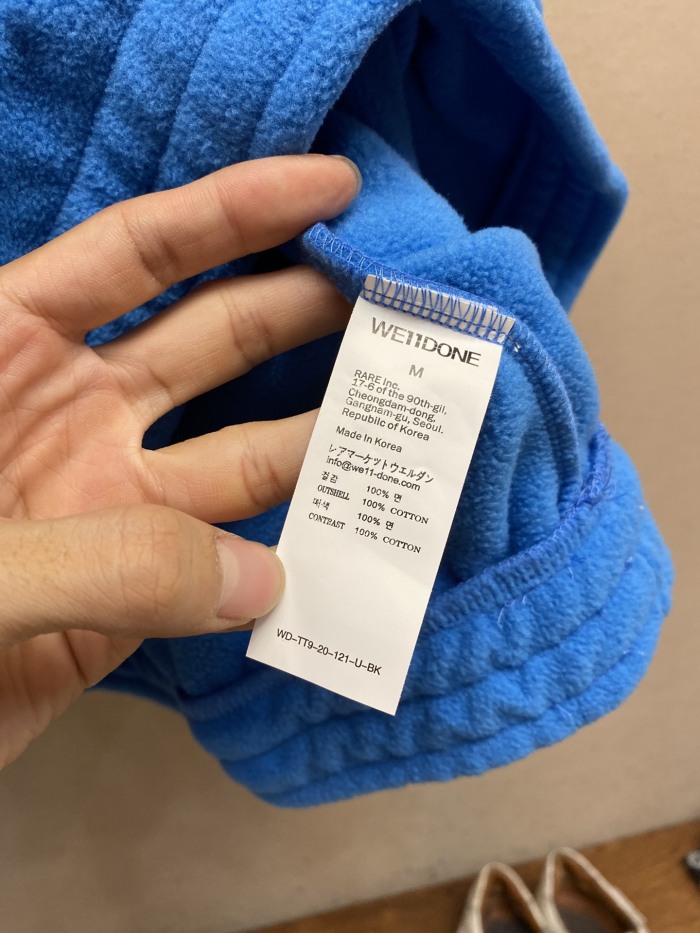 WE11DONE
M
RARE Inc.
17-6 of the 90th-gil,
Cheongdam-dong,
Gangnam-gu, Seoul.
Republic of Korea
Made In Korea
レアマーケットウエルダン
info@we11-done.com
겉감 100% 면
OUTSHELL 100% COTTON
배색 100% 면
CONTEAST 100% COTTON
WD-TT9-20-121-U-BK